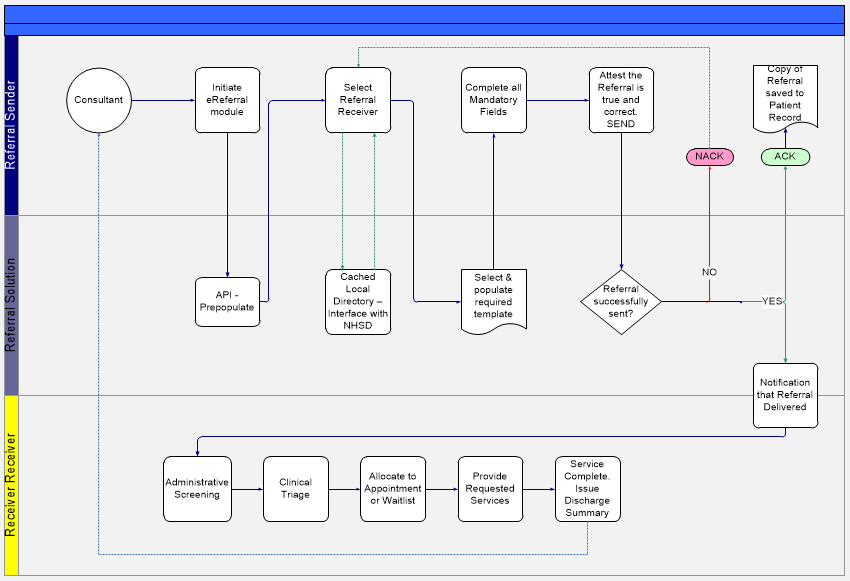 Referral Sender
Consultant
Initiate
eReferral
module
Select
Referral
Receiver
Complete all
Mandatory
Fields
Attest the
Referral is
true and
correct.
SEND
Copy of
Referral
saved to
Patient
Record
NACK
ACK
Referral Solution
API -
Prepopulate
Cached
Local
Directory –
Interface with
NHSD
Select &
populate
required
template
Referral
successfully
sent?
NO
YES
Notification
that Referral
Delivered
Receiver Receiver
Administrative
Screening
Clinical
Triage
Allocate to
Appointment
or Waitlist
Provide
Requested
Services
Service
Complete.
Issue
Discharge
Summary